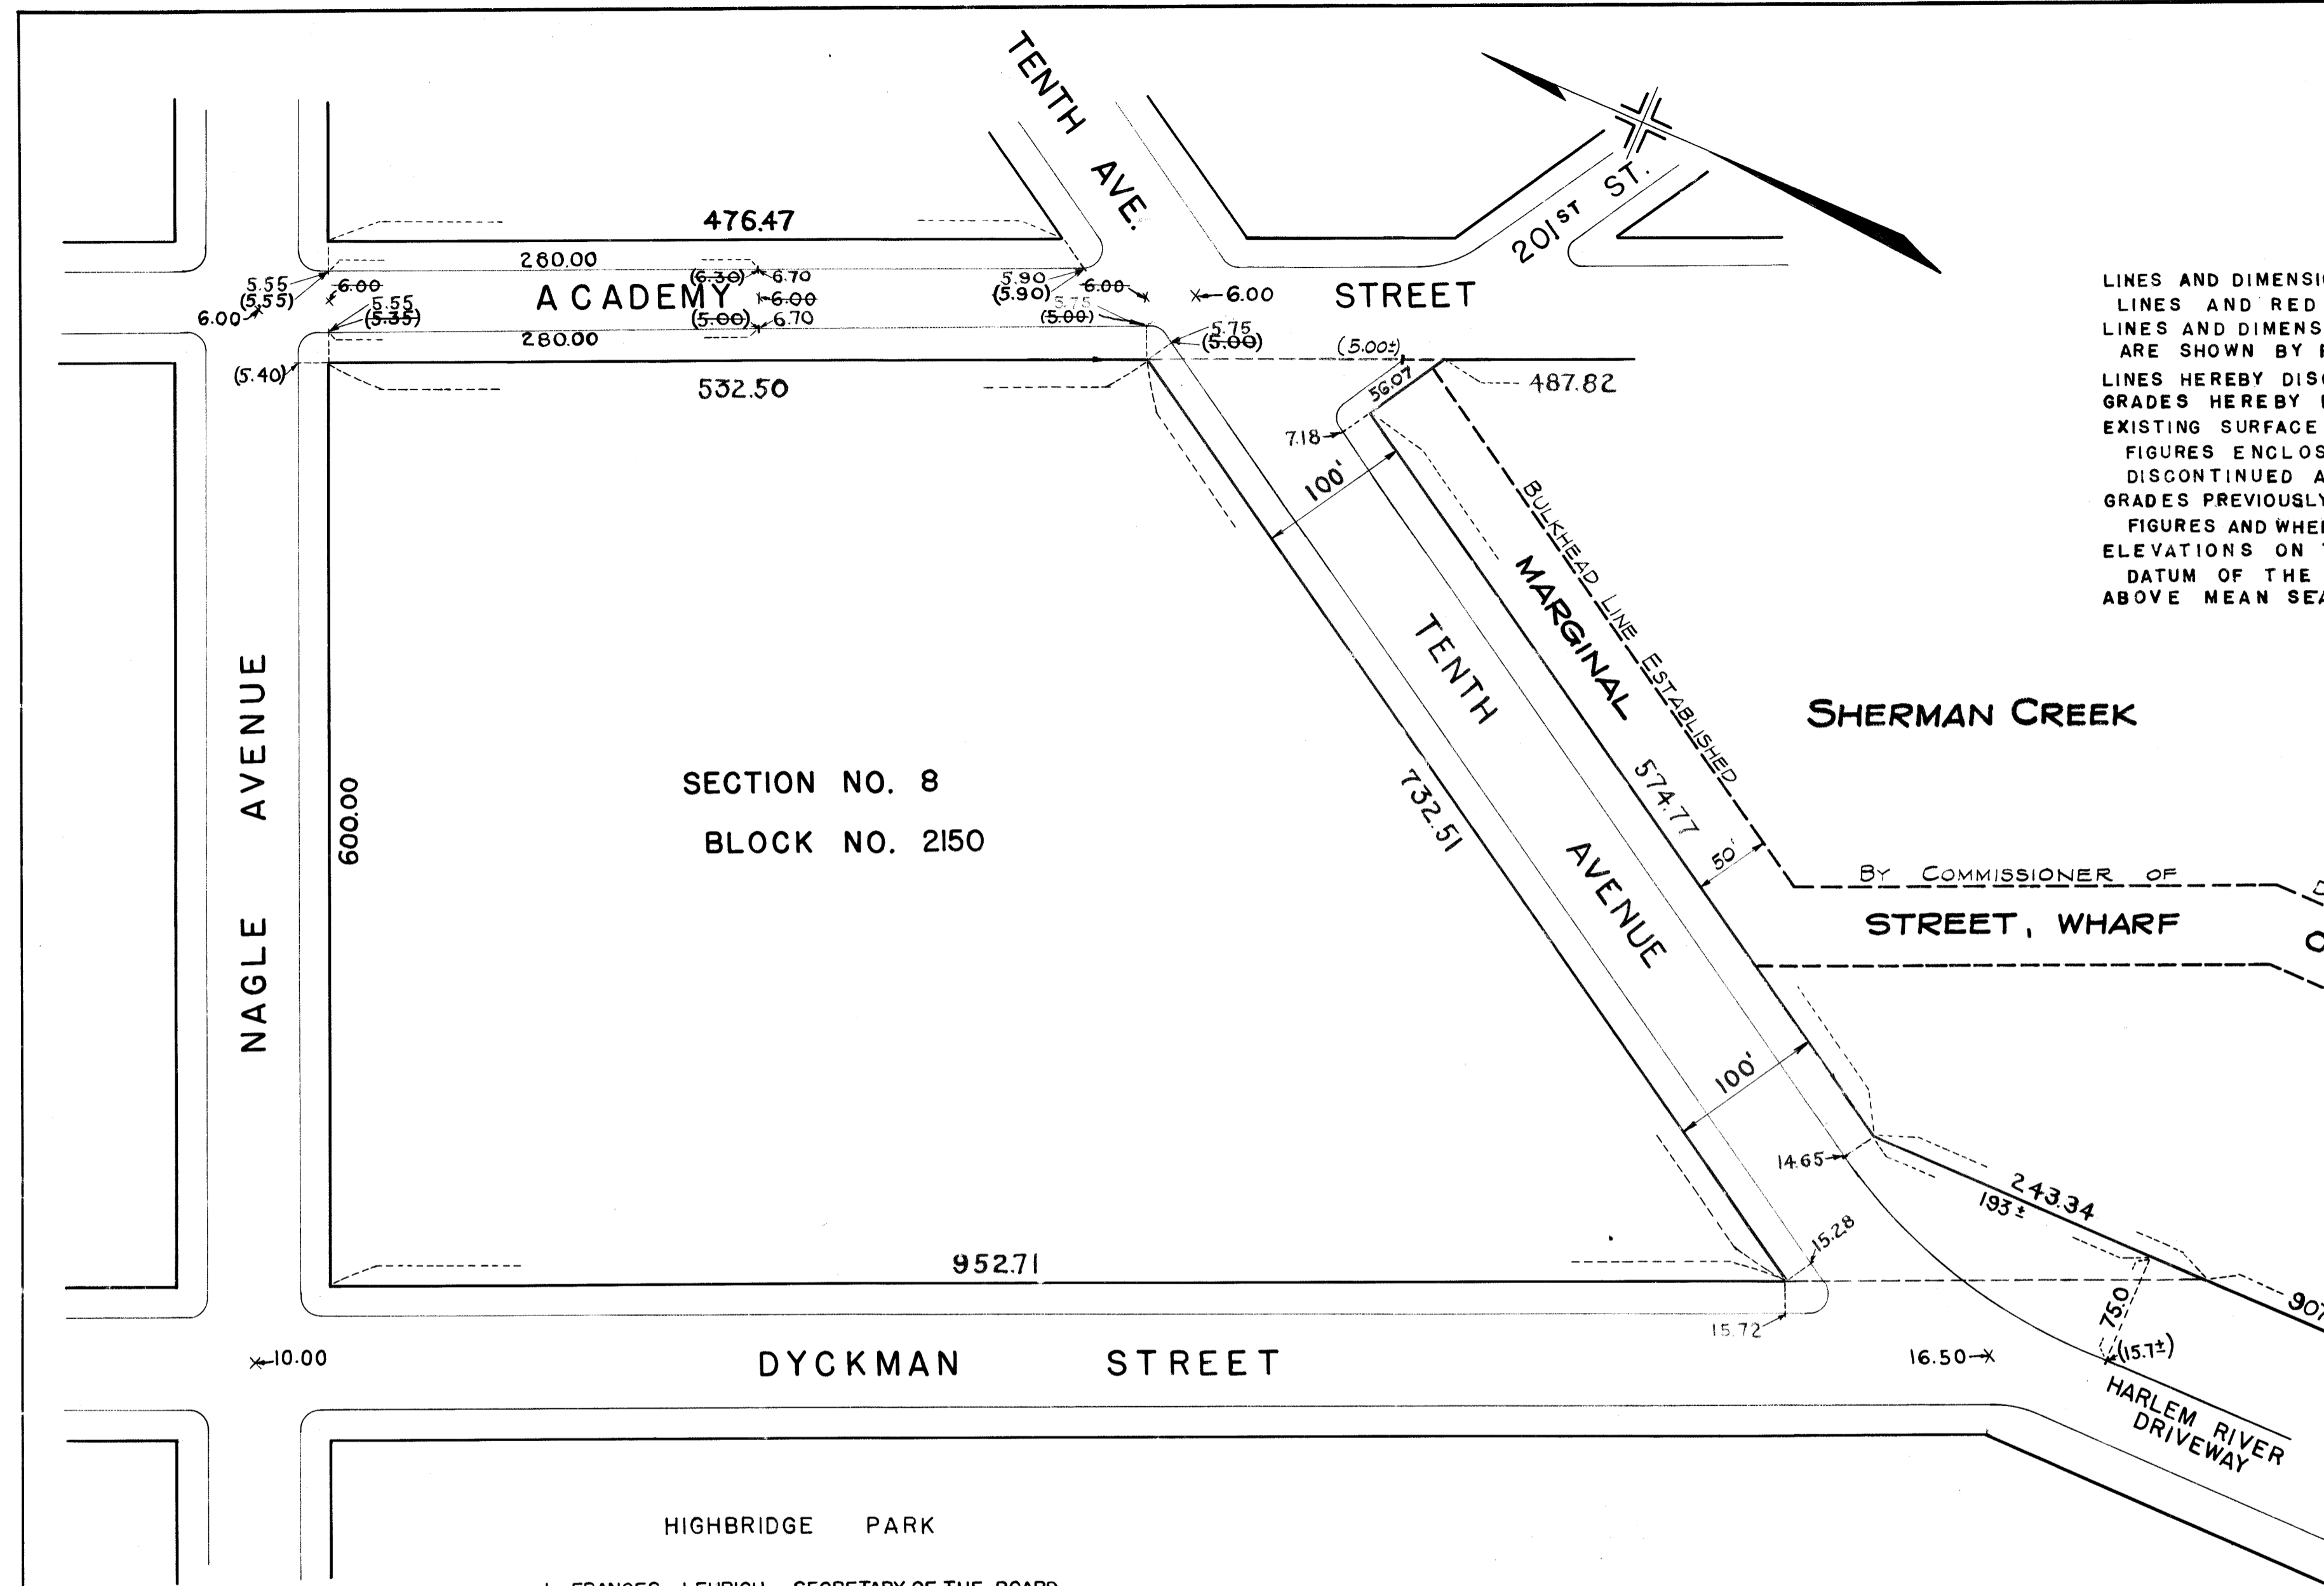 TENTH AVE.
201ST ST.
476.47
280.00
5.55
(5.55)
6.00
6.00
5.55
(5.35)
ACADEMY STREET
(6.30) 6.70
6.00
(5.00) 6.70
5.90
(5.90)
6.00
5.75
(5.00)
6.00
5.75
(5.00)
280.00
(5.40)
532.50
(5.00±)
56.07
487.82
7.18
100'
LINES AND DIMENSI
LINES AND RED
LINES AND DIMENS
ARE SHOWN BY
LINES HEREBY DIS
GRADES HEREBY
EXISTING SURFACE
FIGURES ENCLOS
DISCONTINUED A
GRADES PREVIOUSLY
FIGURES AND WHE
ELEVATIONS ON
DATUM OF THE
ABOVE MEAN SEA
BULKHEAD LINE ESTABLISHED
BY COMMISSIONER OF
MARGINAL
STREET, WHARF
SHERMAN CREEK
TENTH AVENUE
574.77
50'
732.51
NAGLE AVENUE
600.00
SECTION NO. 8
BLOCK NO. 2150
100'
14.65
243.34
193±
15.28
952.71
15.72
75.0
907
(15.7±)
10.00
DYCKMAN STREET
16.50
HARLEM RIVER
DRIVEWAY
HIGHBRIDGE PARK